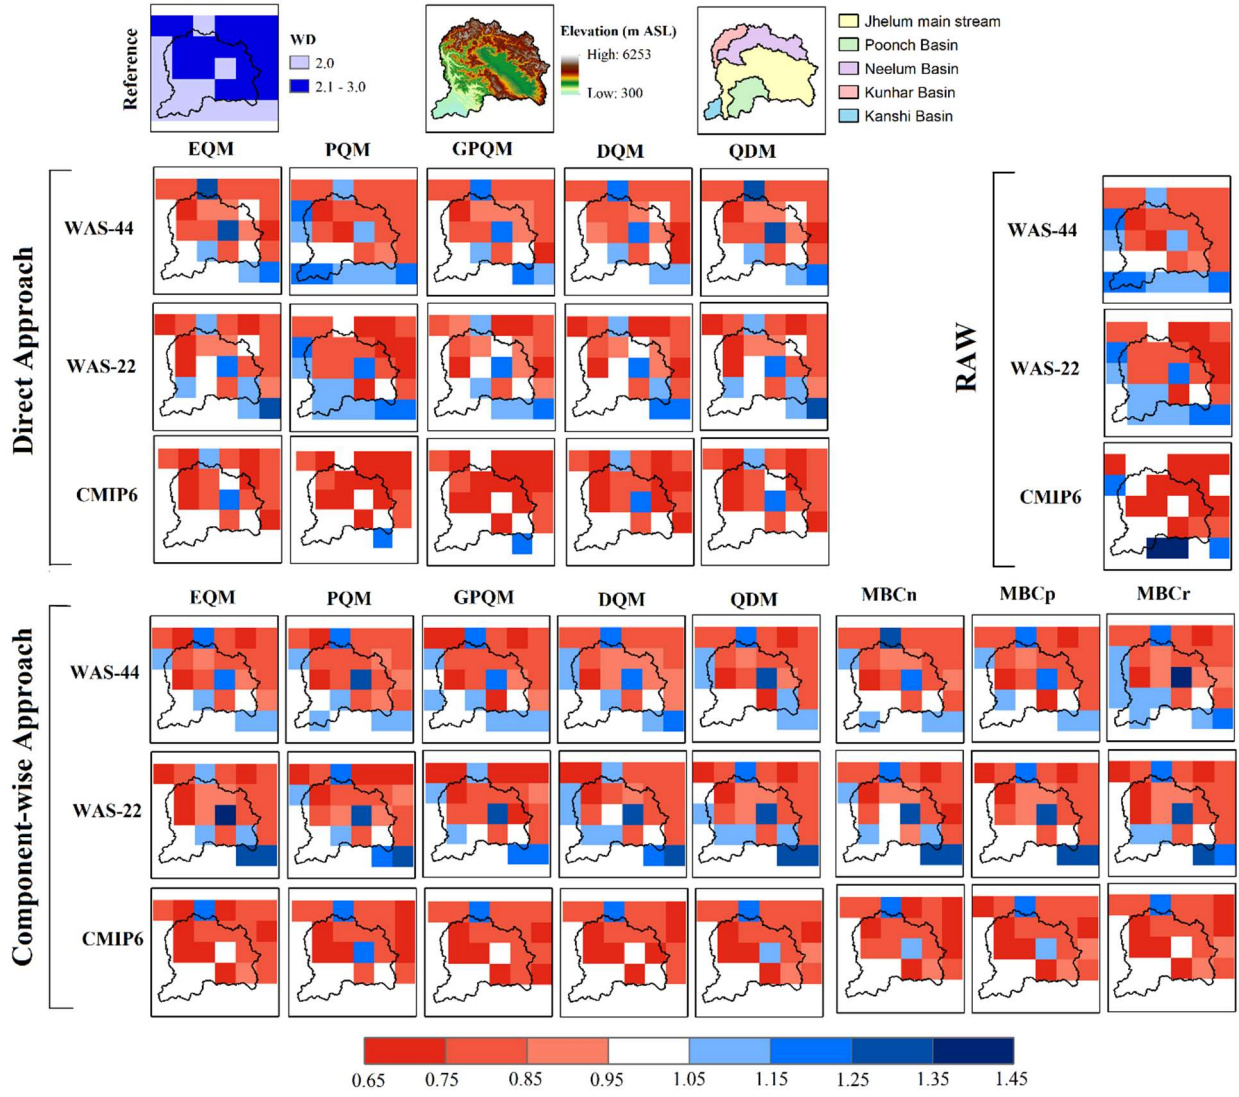 Reference
WD
2.0
2.1 - 3.0
Elevation (m ASL)
High: 6253
Low: 300
Jhelum main stream
Poonch Basin
Neelum Basin
Kunhar Basin
Kanshi Basin
EQM PQM GPQM DQM QDM
Direct Approach
WAS-44
WAS-22
CMIP6
RAW
WAS-44
WAS-22
CMIP6
EQM PQM GPQM DQM QDM MBCn MBCp MBCr
Component-wise Approach
WAS-44
WAS-22
CMIP6
0.65 0.75 0.85 0.95 1.05 1.15 1.25 1.35 1.45